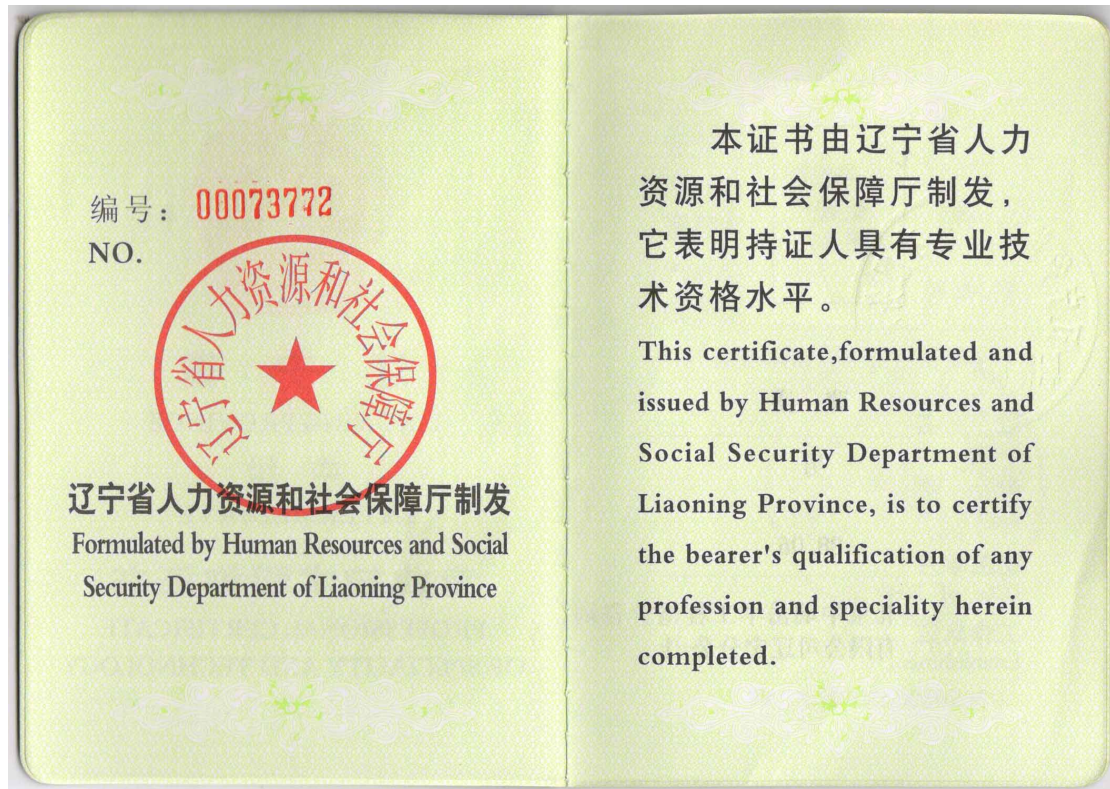 编号： 00073772
NO.
辽宁省人力资源和社会保障厅
辽宁省人力资源和社会保障厅制发
Formulated by Human Resources and Social
Security Department of Liaoning Province
本证书由辽宁省人力
资源和社会保障厅制发，
它表明持证人具有专业技
术资格水平。
This certificate,formulated and
issued by Human Resources and
Social Security Department of
Liaoning Province, is to certify
the bearer's qualification of any
profession and speciality herein
completed.